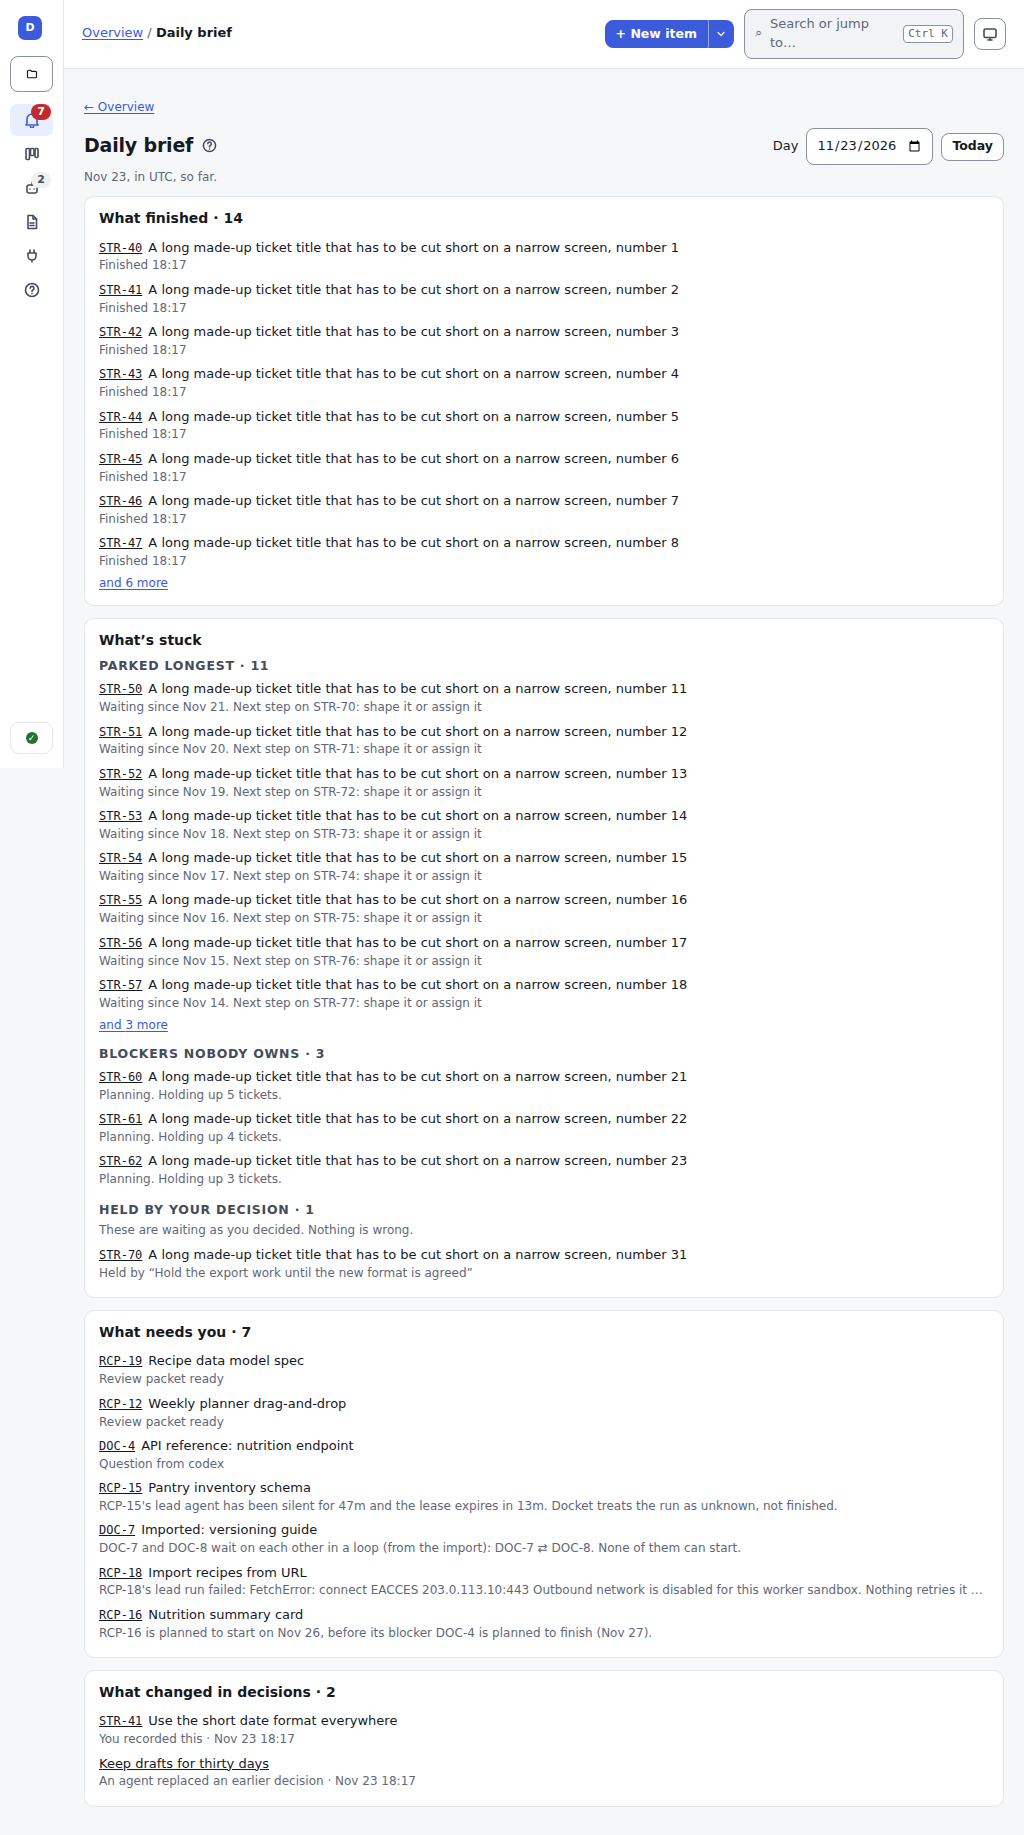 D
Overview / Daily brief
+ New item
Search or jump to…
Ctrl K
7
2
← Overview
Daily brief
Day 11/23/2026 Today
Nov 23, in UTC, so far.
What finished · 14
STR-40 A long made-up ticket title that has to be cut short on a narrow screen, number 1
Finished 18:17
STR-41 A long made-up ticket title that has to be cut short on a narrow screen, number 2
Finished 18:17
STR-42 A long made-up ticket title that has to be cut short on a narrow screen, number 3
Finished 18:17
STR-43 A long made-up ticket title that has to be cut short on a narrow screen, number 4
Finished 18:17
STR-44 A long made-up ticket title that has to be cut short on a narrow screen, number 5
Finished 18:17
STR-45 A long made-up ticket title that has to be cut short on a narrow screen, number 6
Finished 18:17
STR-46 A long made-up ticket title that has to be cut short on a narrow screen, number 7
Finished 18:17
STR-47 A long made-up ticket title that has to be cut short on a narrow screen, number 8
Finished 18:17
and 6 more
What’s stuck
PARKED LONGEST · 11
STR-50 A long made-up ticket title that has to be cut short on a narrow screen, number 11
Waiting since Nov 21. Next step on STR-70: shape it or assign it
STR-51 A long made-up ticket title that has to be cut short on a narrow screen, number 12
Waiting since Nov 20. Next step on STR-71: shape it or assign it
STR-52 A long made-up ticket title that has to be cut short on a narrow screen, number 13
Waiting since Nov 19. Next step on STR-72: shape it or assign it
STR-53 A long made-up ticket title that has to be cut short on a narrow screen, number 14
Waiting since Nov 18. Next step on STR-73: shape it or assign it
STR-54 A long made-up ticket title that has to be cut short on a narrow screen, number 15
Waiting since Nov 17. Next step on STR-74: shape it or assign it
STR-55 A long made-up ticket title that has to be cut short on a narrow screen, number 16
Waiting since Nov 16. Next step on STR-75: shape it or assign it
STR-56 A long made-up ticket title that has to be cut short on a narrow screen, number 17
Waiting since Nov 15. Next step on STR-76: shape it or assign it
STR-57 A long made-up ticket title that has to be cut short on a narrow screen, number 18
Waiting since Nov 14. Next step on STR-77: shape it or assign it
and 3 more
BLOCKERS NOBODY OWNS · 3
STR-60 A long made-up ticket title that has to be cut short on a narrow screen, number 21
Planning. Holding up 5 tickets.
STR-61 A long made-up ticket title that has to be cut short on a narrow screen, number 22
Planning. Holding up 4 tickets.
STR-62 A long made-up ticket title that has to be cut short on a narrow screen, number 23
Planning. Holding up 3 tickets.
HELD BY YOUR DECISION · 1
These are waiting as you decided. Nothing is wrong.
STR-70 A long made-up ticket title that has to be cut short on a narrow screen, number 31
Held by “Hold the export work until the new format is agreed”
What needs you · 7
RCP-19 Recipe data model spec
Review packet ready
RCP-12 Weekly planner drag-and-drop
Review packet ready
DOC-4 API reference: nutrition endpoint
Question from codex
RCP-15 Pantry inventory schema
RCP-15's lead agent has been silent for 47m and the lease expires in 13m. Docket treats the run as unknown, not finished.
DOC-7 Imported: versioning guide
DOC-7 and DOC-8 wait on each other in a loop (from the import): DOC-7 ⇄ DOC-8. None of them can start.
RCP-18 Import recipes from URL
RCP-18's lead run failed: FetchError: connect EACCES 203.0.113.10:443 Outbound network is disabled for this worker sandbox. Nothing retries it …
RCP-16 Nutrition summary card
RCP-16 is planned to start on Nov 26, before its blocker DOC-4 is planned to finish (Nov 27).
What changed in decisions · 2
STR-41 Use the short date format everywhere
You recorded this · Nov 23 18:17
Keep drafts for thirty days
An agent replaced an earlier decision · Nov 23 18:17